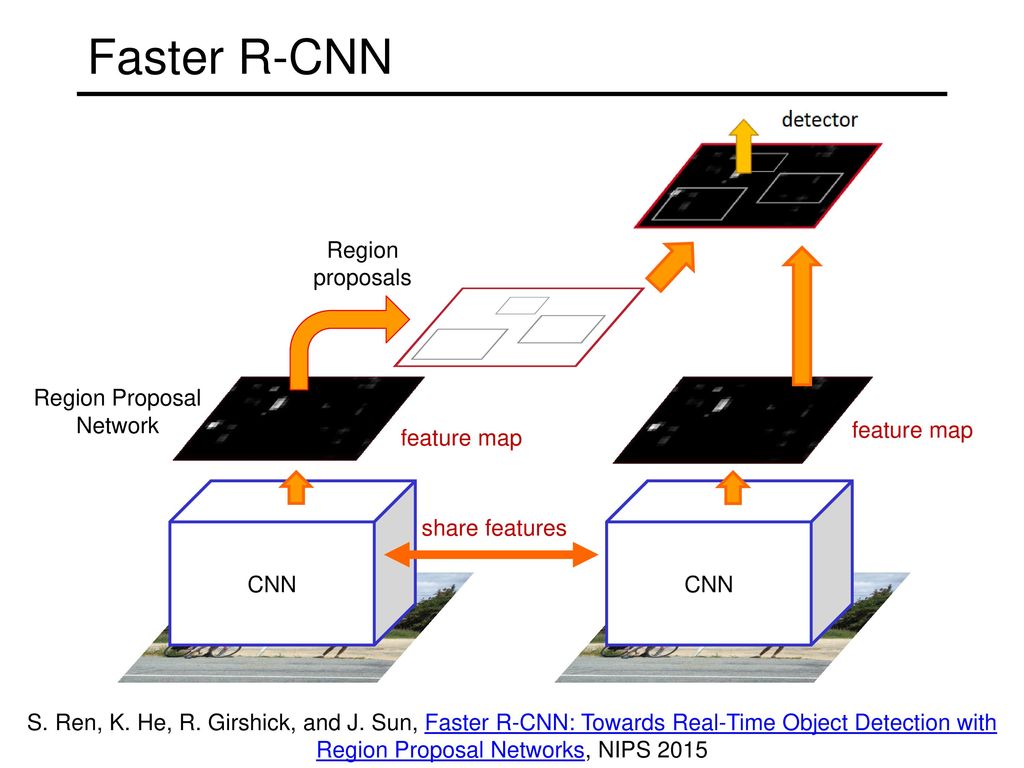 Faster R-CNN
detector
Region
proposals
Region Proposal
Network
feature map
feature map
share features
CNN
CNN
S. Ren, K. He, R. Girshick, and J. Sun, Faster R-CNN: Towards Real-Time Object Detection with
Region Proposal Networks, NIPS 2015